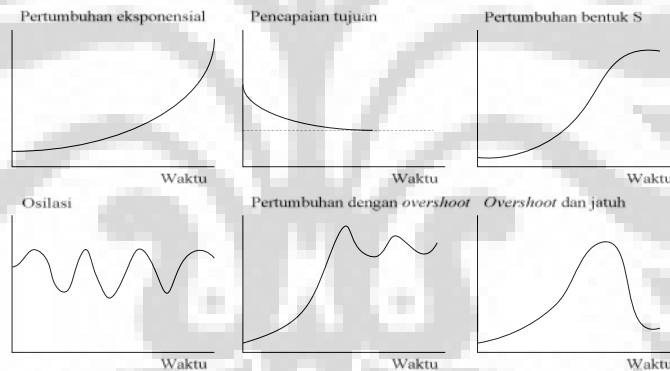 Pertumbuhan eksponensial
Pencapaian tujuan
Pertumbuhan bentuk S
Waktu
Waktu
Waktu
Osilasi
Pertumbuhan dengan overshoot
Overshoot dan jatuh
Waktu
Waktu
Waktu